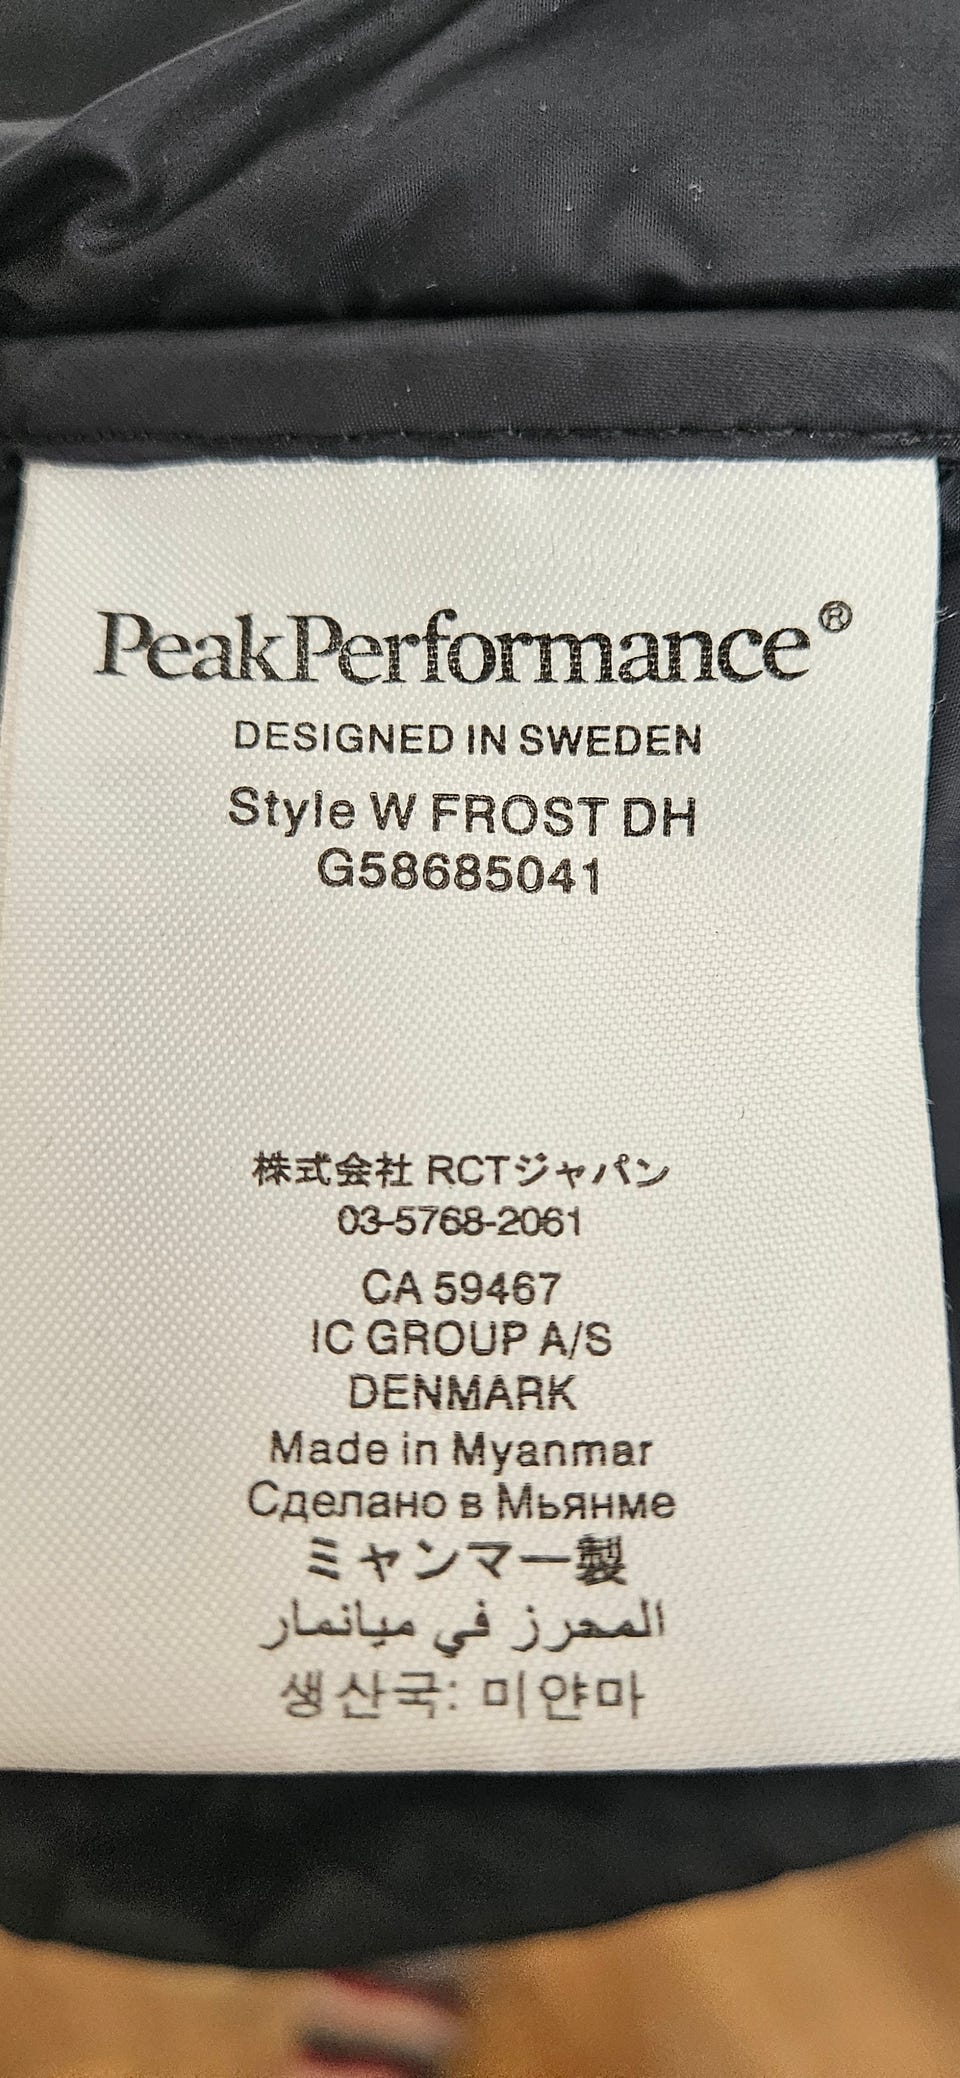 PeakPerformance®
DESIGNED IN SWEDEN
Style W FROST DH
G58685041
株式会社 RCTジャパン
03-5768-2061
CA 59467
IC GROUP A/S
DENMARK
Made in Myanmar
Сделано в Мьянме
ミャンマー製
المحرز في ميانمار
생산국: 미얀마